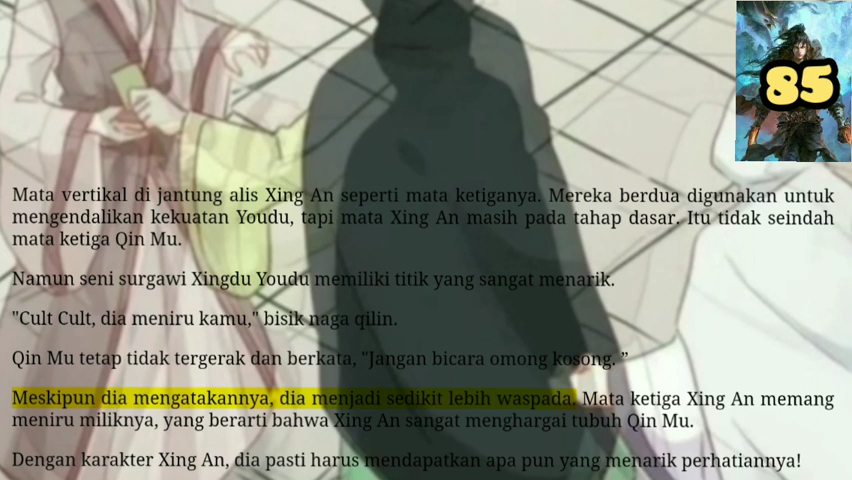 85
Mata vertikal di jantung alis Xing An seperti mata ketiganya. Mereka berdua digunakan untuk
mengendalikan kekuatan Youdu, tapi mata Xing An masih pada tahap dasar. Itu tidak seindah
mata ketiga Qin Mu.
Namun seni surgawi Xingdu Youdu memiliki titik yang sangat menarik.
"Cult Cult, dia meniru kamu," bisik naga qilin.
Qin Mu tetap tidak tergerak dan berkata, "Jangan bicara omong kosong. ”
Meskipun dia mengatakannya, dia menjadi sedikit lebih waspada. Mata ketiga Xing An memang
meniru miliknya, yang berarti bahwa Xing An sangat menghargai tubuh Qin Mu.
Dengan karakter Xing An, dia pasti harus mendapatkan apa pun yang menarik perhatiannya!